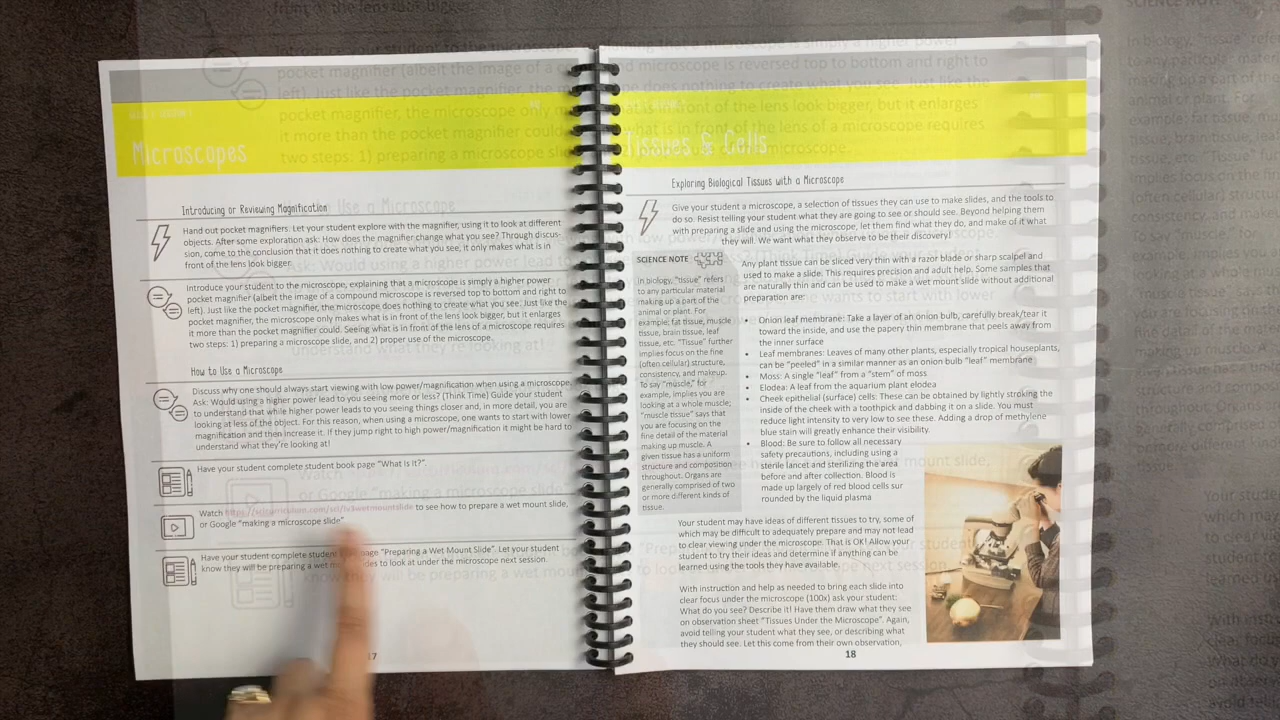 Microscopes
Introducing or Reviewing Magnification
Hand out pocket magnifiers. Let your student explore with the magnifier, using it to look at different
objects. After some exploration ask: How does the magnifier change what you see? Through discus-
sion, come to the conclusion that it does nothing to create what you see, it only makes what is in
front of the lens look bigger.
Introduce your student to the microscope, explaining that a microscope is simply a higher power
pocket magnifier (albeit the image of a compound microscope is reversed top to bottom and right to
left). Just like the pocket magnifier, the microscope does nothing to create what you see. Just like the
pocket magnifier, the microscope only makes what is in front of the lens look bigger, but it enlarges
it more than the pocket magnifier could. Seeing what is in front of the lens of a microscope requires
two steps: 1) preparing a microscope slide, and 2) proper use of the microscope.
How to Use a Microscope
Discuss why one should always start viewing with low power/magnification when using a microscope.
Ask: Would using a higher power lead to you seeing more or less? (Think Time) Guide your student
to understand that while higher power leads to you seeing things closer and, in more detail, you are
looking at less of the object. For this reason, when using a microscope, one wants to start with lower
magnification and then increase it. If they jump right to high power/magnification it might be hard to
understand what they're looking at!
Have your student complete student book page "What is it?"
Watch to see how to prepare a wet mount slide,
or Google "making a microscope slide".
Have your student complete student page "Preparing a Wet Mount Slide". Let your student
know they will be preparing a wet to look at under the microscope next session.
Tissues & Cells
Exploring Biological Tissues with a Microscope
Give your student a microscope, a selection of tissues they can use to make slides, and the tools to
do so. Resist telling your student what they are going to see or should see. Beyond helping them
with preparing a slide and using the microscope, let them find what they do, and make of it what
they will. We want what they observe to be their discovery!
SCIENCE NOTE
In biology, "tissue" refers
to any particular material
making up a part of the
animal or plant. For
example, fat tissue, muscle
tissue, brain tissue, leaf
tissue, etc. "Tissue" further
implies focus on the fine
(often cellular) structure,
consistency, and makeup.
To say "muscle," for
example, implies you are
looking at a whole muscle;
"muscle tissue" says that
you are focusing on the
fine detail of the material
making up muscle. A
given tissue has a uniform
structure and composition
throughout. Organs are
generally comprised of two
or more different kinds of
tissue.
Any plant tissue can be sliced very thin with a razor blade or sharp scalpel and
used to make a slide. This requires precision and adult help. Some samples that
are naturally thin and can be used to make a wet mount slide without additional
preparation are:
• Onion leaf membrane: Take a layer of an onion bulb, carefully break/tear it
toward the inside, and use the papery thin membrane that peels away from
the inner surface
• Leaf membranes: Leaves of many other plants, especially tropical houseplants,
can be "peeled" in a similar manner as an onion bulb "leaf" membrane
• Moss: A single "leaf" from a "stem" of moss
• Elodea: A leaf from the aquarium plant elodea
• Cheek epithelial (surface) cells: These can be obtained by lightly stroking the
inside of the cheek with a toothpick and dabbing it on a slide. You must
reduce light intensity to very low to see these. Adding a drop of methylene
blue stain will greatly enhance their visibility.
• Blood: Be sure to follow all necessary
safety precautions, including using a
sterile lancet and sterilizing the area
before and after collection. Blood is
made up largely of red blood cells sur
rounded by the liquid plasma
Your student may have ideas of different tissues to try, some of
which may be difficult to adequately prepare and may not lead
to clear viewing under the microscope. That is OK! Allow your
student to try their ideas and determine if anything can be
learned using the tools they have available.
With instruction and help as needed to bring each slide into
clear focus under the microscope (100x) ask your student:
What do you see? Describe it! Have them draw what they see
on observation sheet "Tissues Under the Microscope". Again,
avoid telling your student what they see, or describing what
they should see. Let this come from their own observation,
18